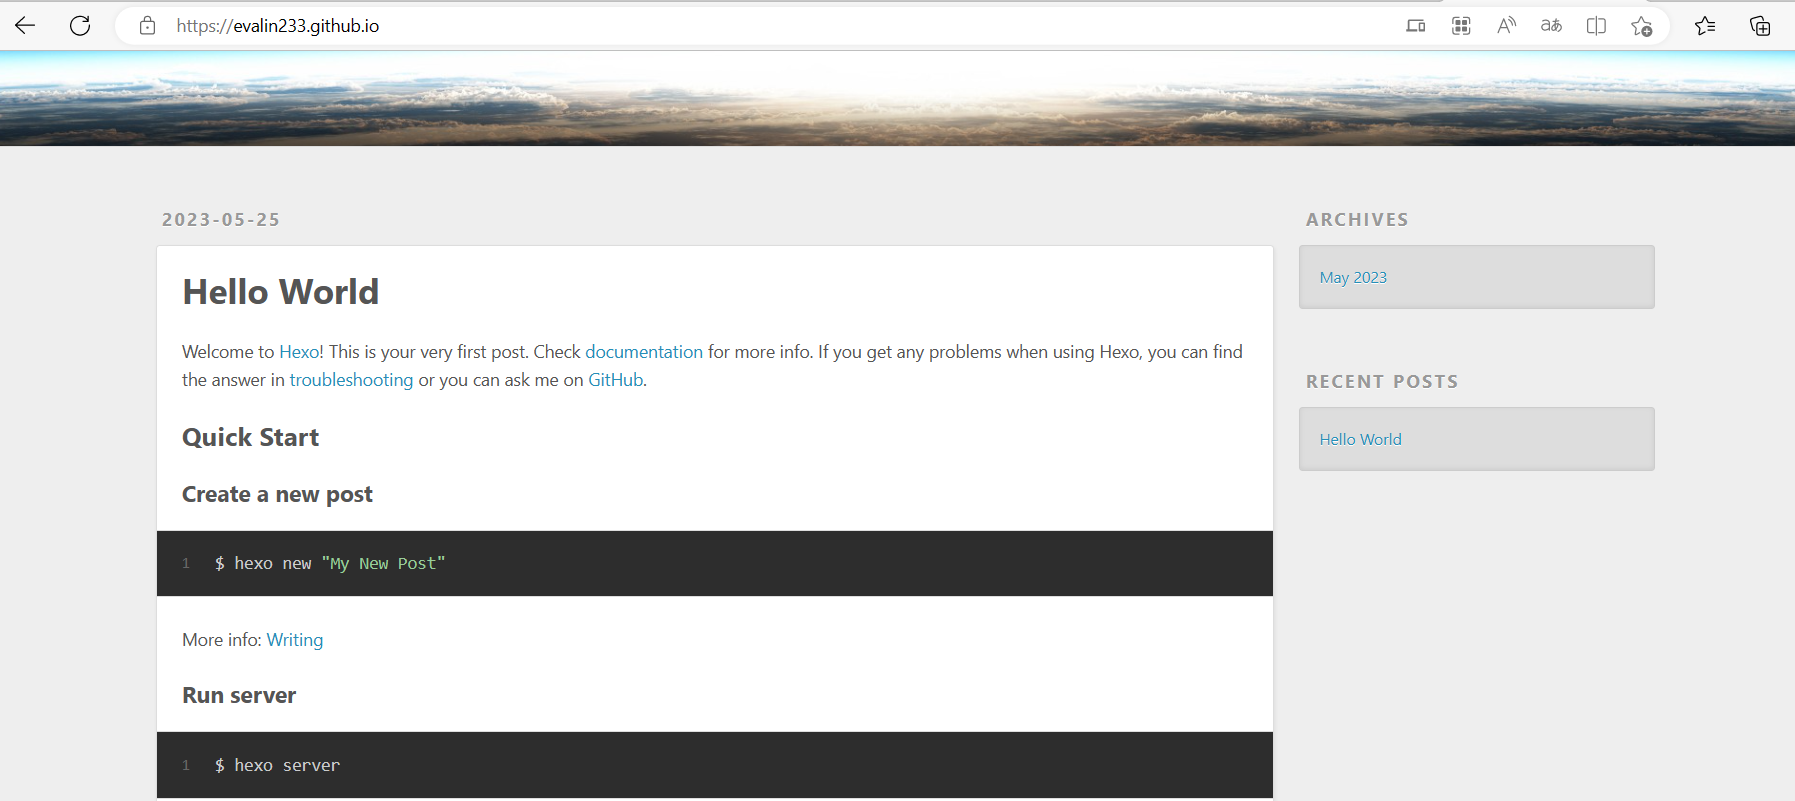 https://evalin233.github.io
2023-05-25
Hello World
Welcome to Hexo! This is your very first post. Check documentation for more info. If you get any problems when using Hexo, you can find
the answer in troubleshooting or you can ask me on GitHub.
Quick Start
Create a new post
1 $ hexo new "My New Post"
More info: Writing
Run server
1 $ hexo server
ARCHIVES
May 2023
RECENT POSTS
Hello World